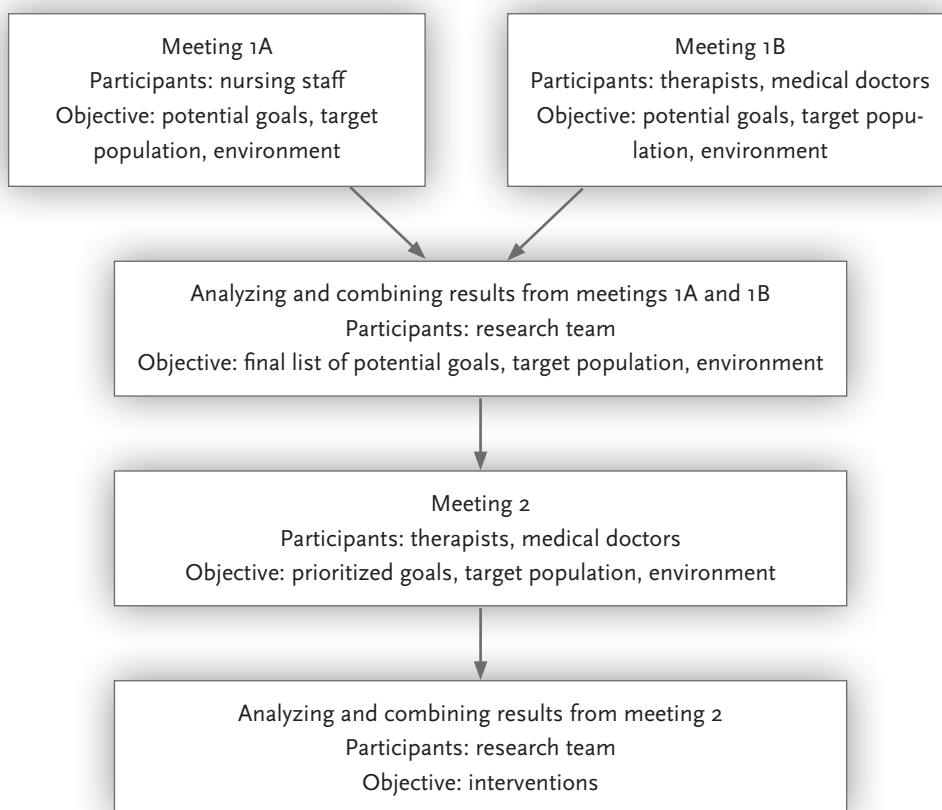 Meeting 1A
Participants: nursing staff
Objective: potential goals, target
population, environment
Meeting 1B
Participants: therapists, medical doctors
Objective: potential goals, target popu-
lation, environment
Analyzing and combining results from meetings 1A and 1B
Participants: research team
Objective: final list of potential goals, target population, environment
Meeting 2
Participants: therapists, medical doctors
Objective: prioritized goals, target population, environment
Analyzing and combining results from meeting 2
Participants: research team
Objective: interventions